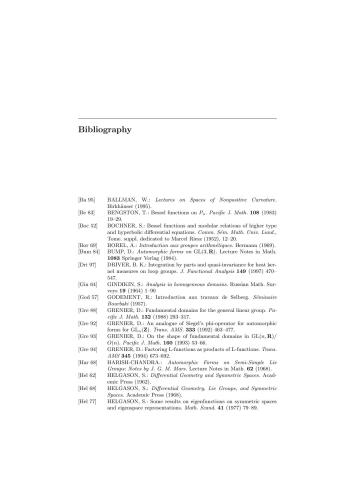 Bibliography
[Ba 95] BALLMAN, W.: Lectures on Spaces of Nonpositive Curvature.
Birkhäuser (1995).
[Be 83] BENGSTON, T.: Bessel functions on Pₙ. Pacific J. Math. 108 (1983)
19–29.
[Boc 52] BOCHNER, S.: Bessel functions and modular relations of higher type
and hyperbolic differential equations. Comm. Sém. Math. Univ. Lund.,
Tome. suppl. dedicated to Marcel Riesz (1952), 12–20.
[Bor 69] BOREL, A.: Introduction aux groupes arithmétiques. Hermann (1969).
[Bum 84] BUMP, D.: Automorphic forms on GL(3,R). Lecture Notes in Math.
1083 Springer Verlag (1984).
[Dri 97] DRIVER, B. K.: Integration by parts and quasi-invariance for heat ker-
nel measures on loop groups. J. Functional Analysis 149 (1997) 470–
547.
[Gin 64] GINDIKIN, S.: Analysis in homogeneous domains. Russian Math. Sur-
veys 19 (1964) 1–90.
[God 57] GODEMENT, R.; Introduction aux travaux de Selberg. Séminaire
Bourbaki (1957).
[Gre 88] GRENIER, D.: Fundamental domains for the general linear group. Pa-
cific J. Math. 132 (1988) 293–317.
[Gre 92] GRENIER, D.: An analogue of Siegel's phi-operator for automorphic
forms for GLₙ(Z). Trans. AMS. 333 (1992) 463–477.
[Gre 93] GRENIER, D.: On the shape of fundamental domains in GL(n,R)/
O(n). Pacific J. Math. 160 (1993) 53–66.
[Gre 94] GRENIER, D.: Factoring L-functions as products of L-functions. Trans.
AMS 345 (1994) 673–692.
[Har 68] HARISH-CHANDRA.: Automorphic Forms on Semi-Simple Lie
Groups: Notes by J. G. M. Mars. Lecture Notes in Math. 62 (1968).
[Hel 62] HELGASON, S.: Differential Geometry and Symmetric Spaces. Acad-
emic Press (1962).
[Hel 68] HELGASON, S.: Differential Geometry, Lie Groups, and Symmetric
Spaces. Academic Press (1968).
[Hel 77] HELGASON, S.: Some results on eigenfunctions on symmetric spaces
and eigenspace representations. Math. Scand. 41 (1977) 79–89.